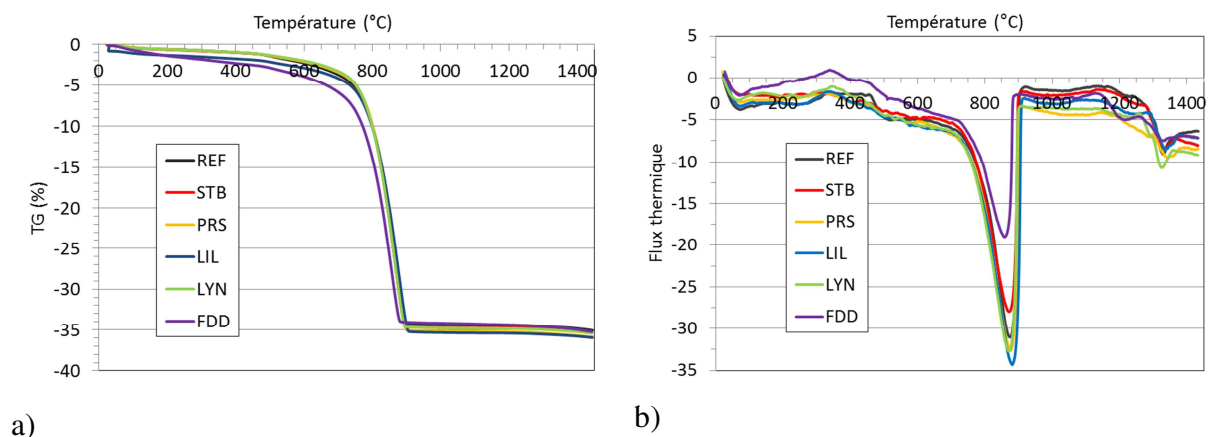 Température (°C)
0 200 400 600 800 1000 1200 1400
0
-5
-10
-15
-20
-25
-30
-35
-40
TG (%)
REF
STB
PRS
LIL
LYN
FDD
a)
Température (°C)
0 200 400 600 800 1000 1200 1400
5
0
-5
-10
-15
-20
-25
-30
-35
Flux thermique
REF
STB
PRS
LIL
LYN
FDD
b)